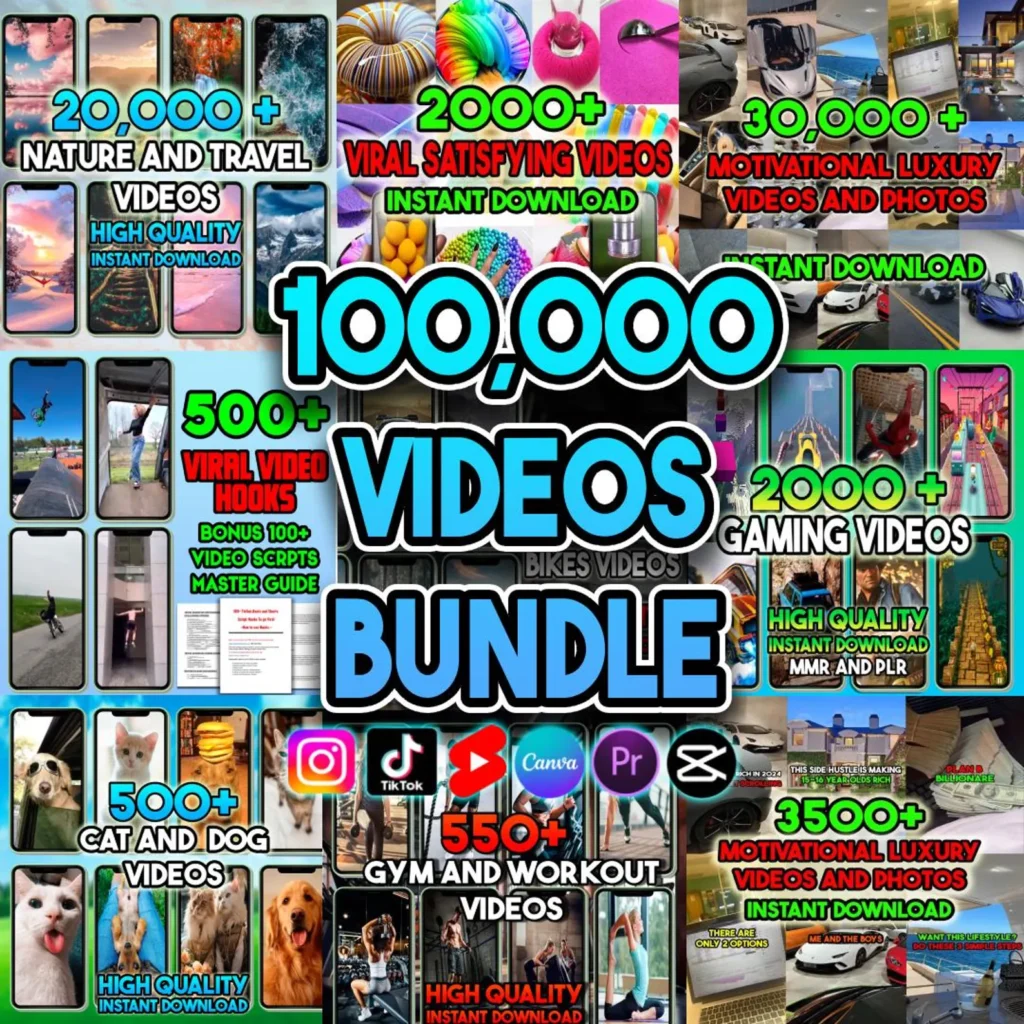 20,000 +
NATURE AND TRAVEL
VIDEOS
HIGH QUALITY
INSTANT DOWNLOAD
2000+
VIRAL SATISFYING VIDEOS
INSTANT DOWNLOAD
30,000 +
MOTIVATIONAL LUXURY
VIDEOS AND PHOTOS
INSTANT DOWNLOAD
100,000
VIDEOS
BUNDLE
500+
VIRAL VIDEO
HOOKS
BONUS 100+
VIDEO SCRPTS
MASTER GUIDE
BIKES VIDEOS
2000 +
GAMING VIDEOS
HIGH QUALITY
INSTANT DOWNLOAD
MMR AND PLR
TikTok
Canva
Pr
500+
CAT AND DOG
VIDEOS
HIGH QUALITY
INSTANT DOWNLOAD
550+
GYM AND WORKOUT
VIDEOS
HIGH QUALITY
INSTANT DOWNLOAD
RICH IN 2024
THIS SIDE HUSTLE IS MAKING
15-16 YEAR OLDS RICH
PLAN B
BILLIONARE
3500+
MOTIVATIONAL LUXURY
VIDEOS AND PHOTOS
INSTANT DOWNLOAD
THERE ARE
ONLY 2 OPTIONS
ME AND THE BOYS
WANT THIS LIFESTYLE?
DO THESE 3 SIMPLE STEPS